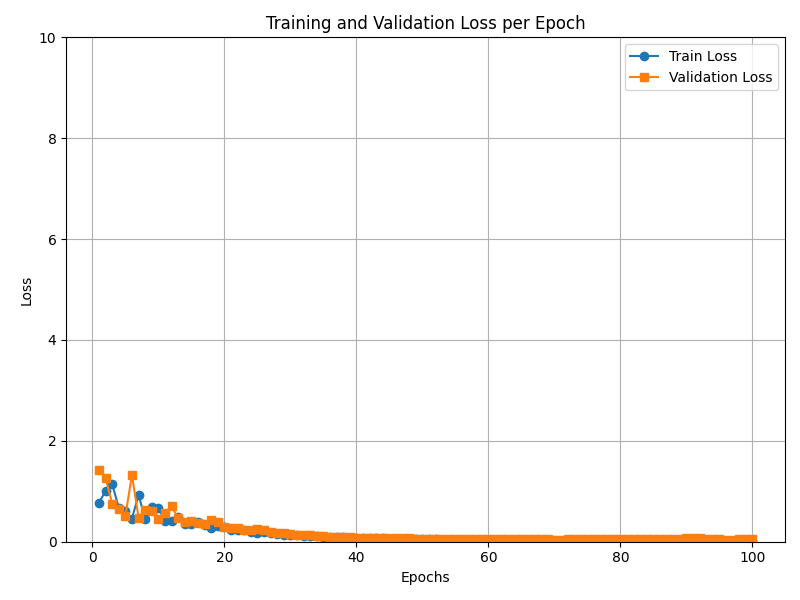 Training and Validation Loss per Epoch
Train Loss
Validation Loss
Loss
10
8
6
4
2
0
0 20 40 60 80 100
Epochs